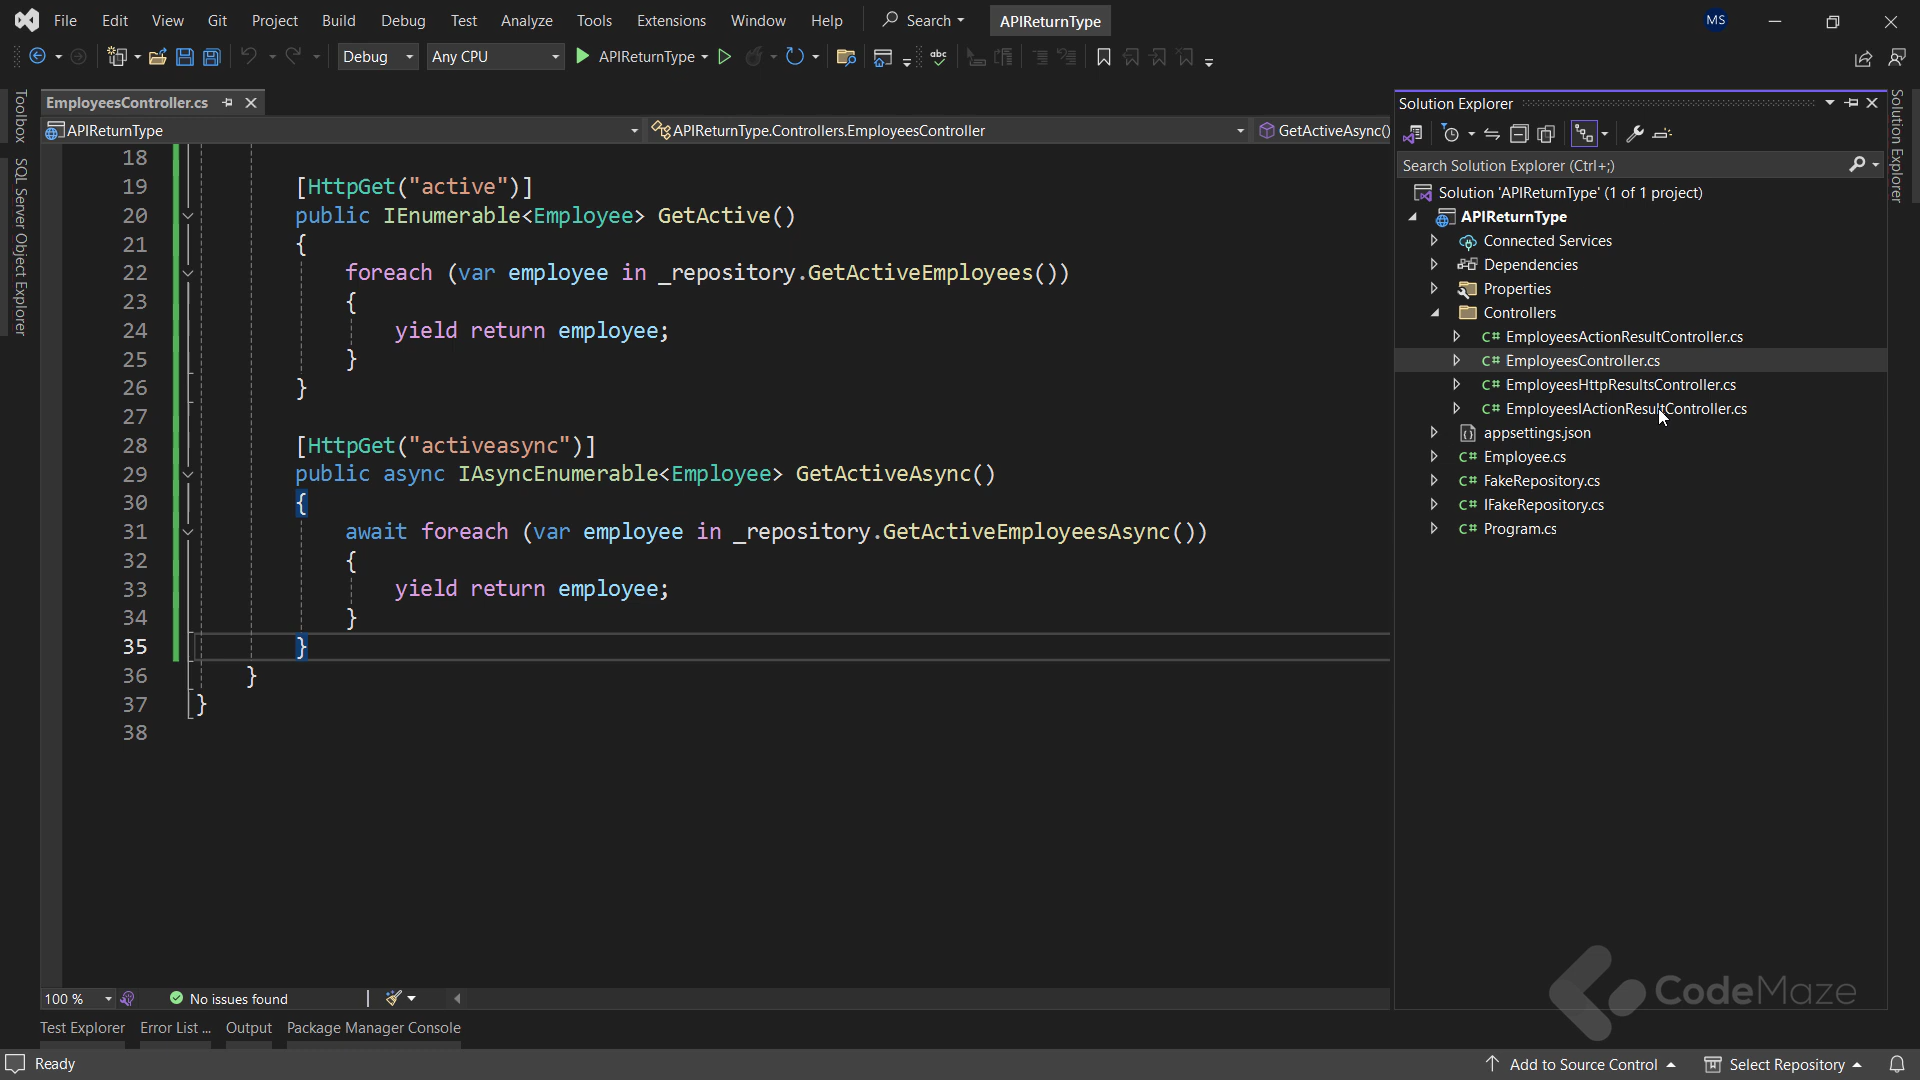 File Edit View Git Project Build Debug Test Analyze Tools Extensions Window Help Search APIReturnType MS
Debug Any CPU APIReturnType abc
Toolbox
SQL Server Object Explorer
EmployeesController.cs
APIReturnType APIReturnType.Controllers.EmployeesController GetActiveAsync()
18
19 [HttpGet("active")]
20 public IEnumerable<Employee> GetActive()
21 {
22 foreach (var employee in _repository.GetActiveEmployees())
23 {
24 yield return employee;
25 }
26 }
27
28 [HttpGet("activeasync")]
29 public async IAsyncEnumerable<Employee> GetActiveAsync()
30 {
31 await foreach (var employee in _repository.GetActiveEmployeesAsync())
32 {
33 yield return employee;
34 }
35 }
36 }
37 }
38
100 % No issues found
Solution Explorer
Search Solution Explorer (Ctrl+;)
Solution 'APIReturnType' (1 of 1 project)
APIReturnType
Connected Services
Dependencies
Properties
Controllers
C# EmployeesActionResultController.cs
C# EmployeesController.cs
C# EmployeesHttpResultsController.cs
C# EmployeesIActionResultController.cs
appsettings.json
C# Employee.cs
C# FakeRepository.cs
C# IFakeRepository.cs
C# Program.cs
Solution Explorer
CodeMaze
Test Explorer Error List ... Output Package Manager Console
Ready Add to Source Control Select Repository